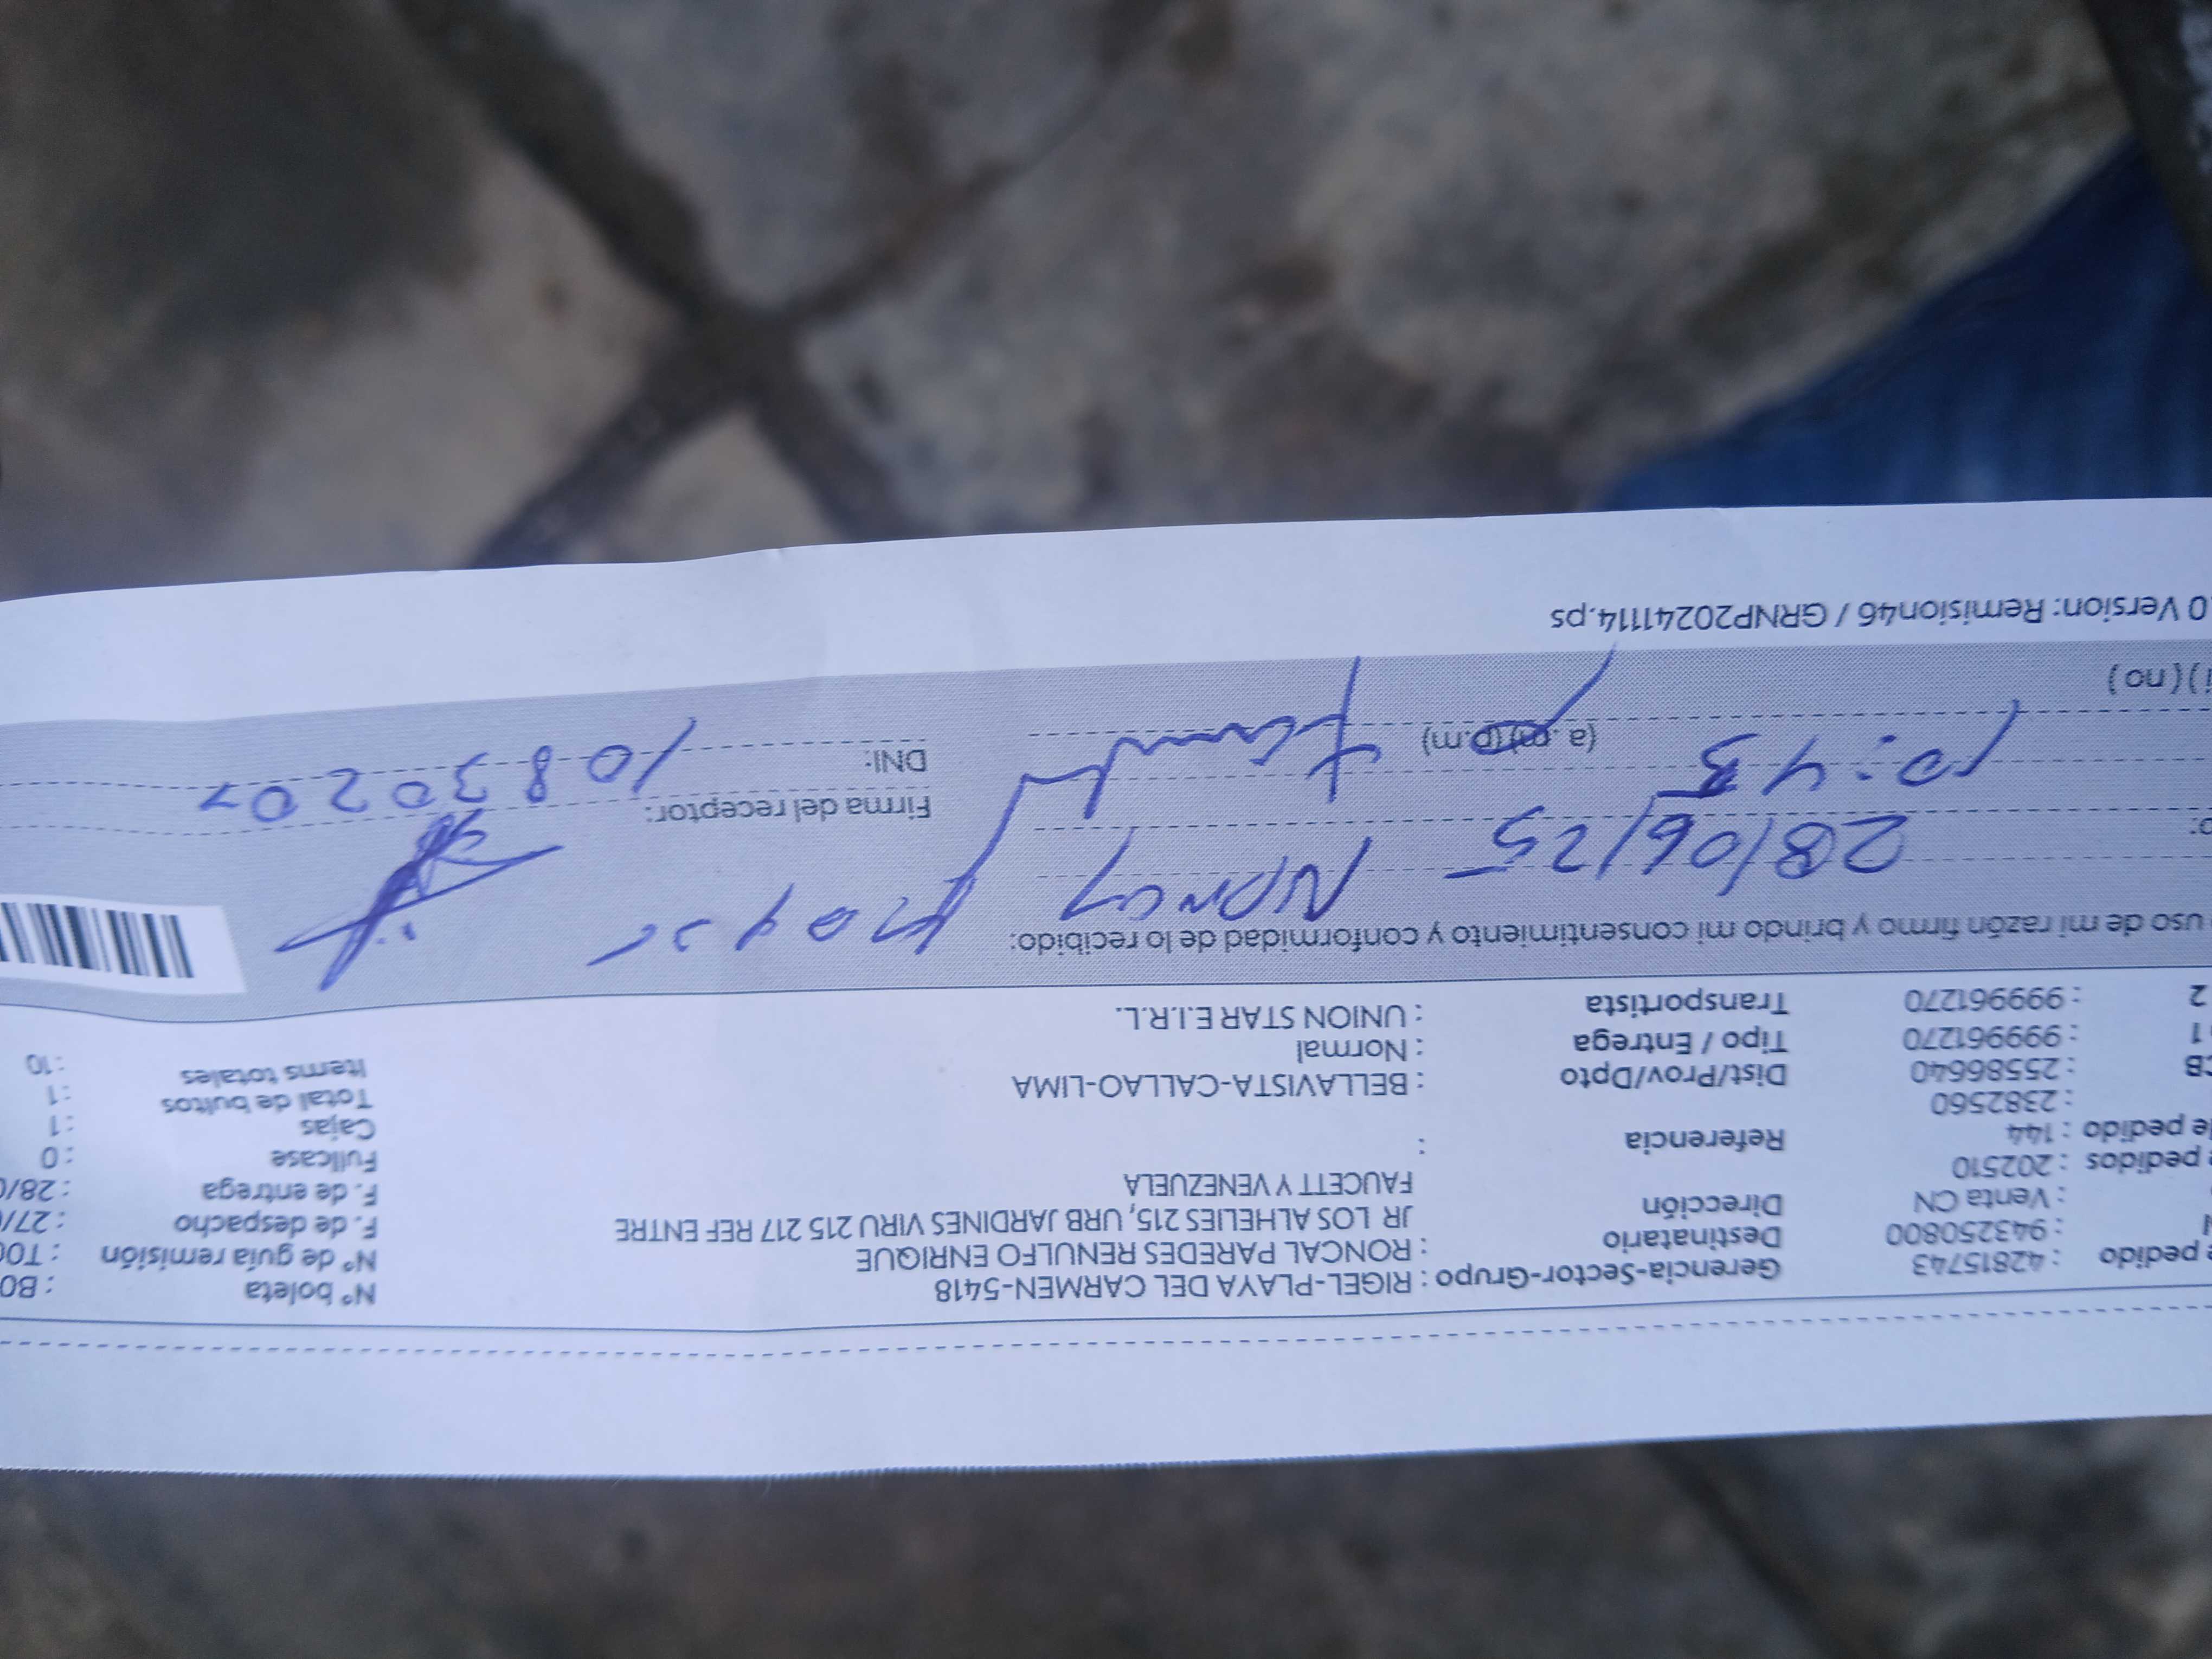 Nº boleta : B0
Nº de guía remisión : T00
F. de despacho : 27/
F. de entrega : 28/0
Fullcase : 0
Cajas : 1
Total de bultos : 1
Items totales : 10
Gerencia-Sector-Grupo : RIGEL-PLAYA DEL CARMEN-5418
Destinatario : RONCAL PAREDES RENULFO ENRIQUE
Dirección JR LOS ALHELIES 215, URB JARDINES VIRU 215 217 REF ENTRE
FAUCETT Y VENEZUELA
Referencia :
Dist/Prov/Dpto : BELLAVISTA-CALLAO-LIMA
Tipo / Entrega : Normal
Transportista : UNION STAR E.I.R.L.
pedido : 42815743
: 943250800
: Venta CN
pedidos : 202510
e pedido : 144
: 2382560
: 25586640
1 : 999961270
2 : 999961270
uso de mi razón firmo y brindo mi consentimiento y conformidad de lo recibido:
28/06/25 Nancy
Firma del receptor:
10:43 (a.m) (p.m)
DNI: 10830207
) ( no )
0 Version: Remision46 / GRNP20241114.ps